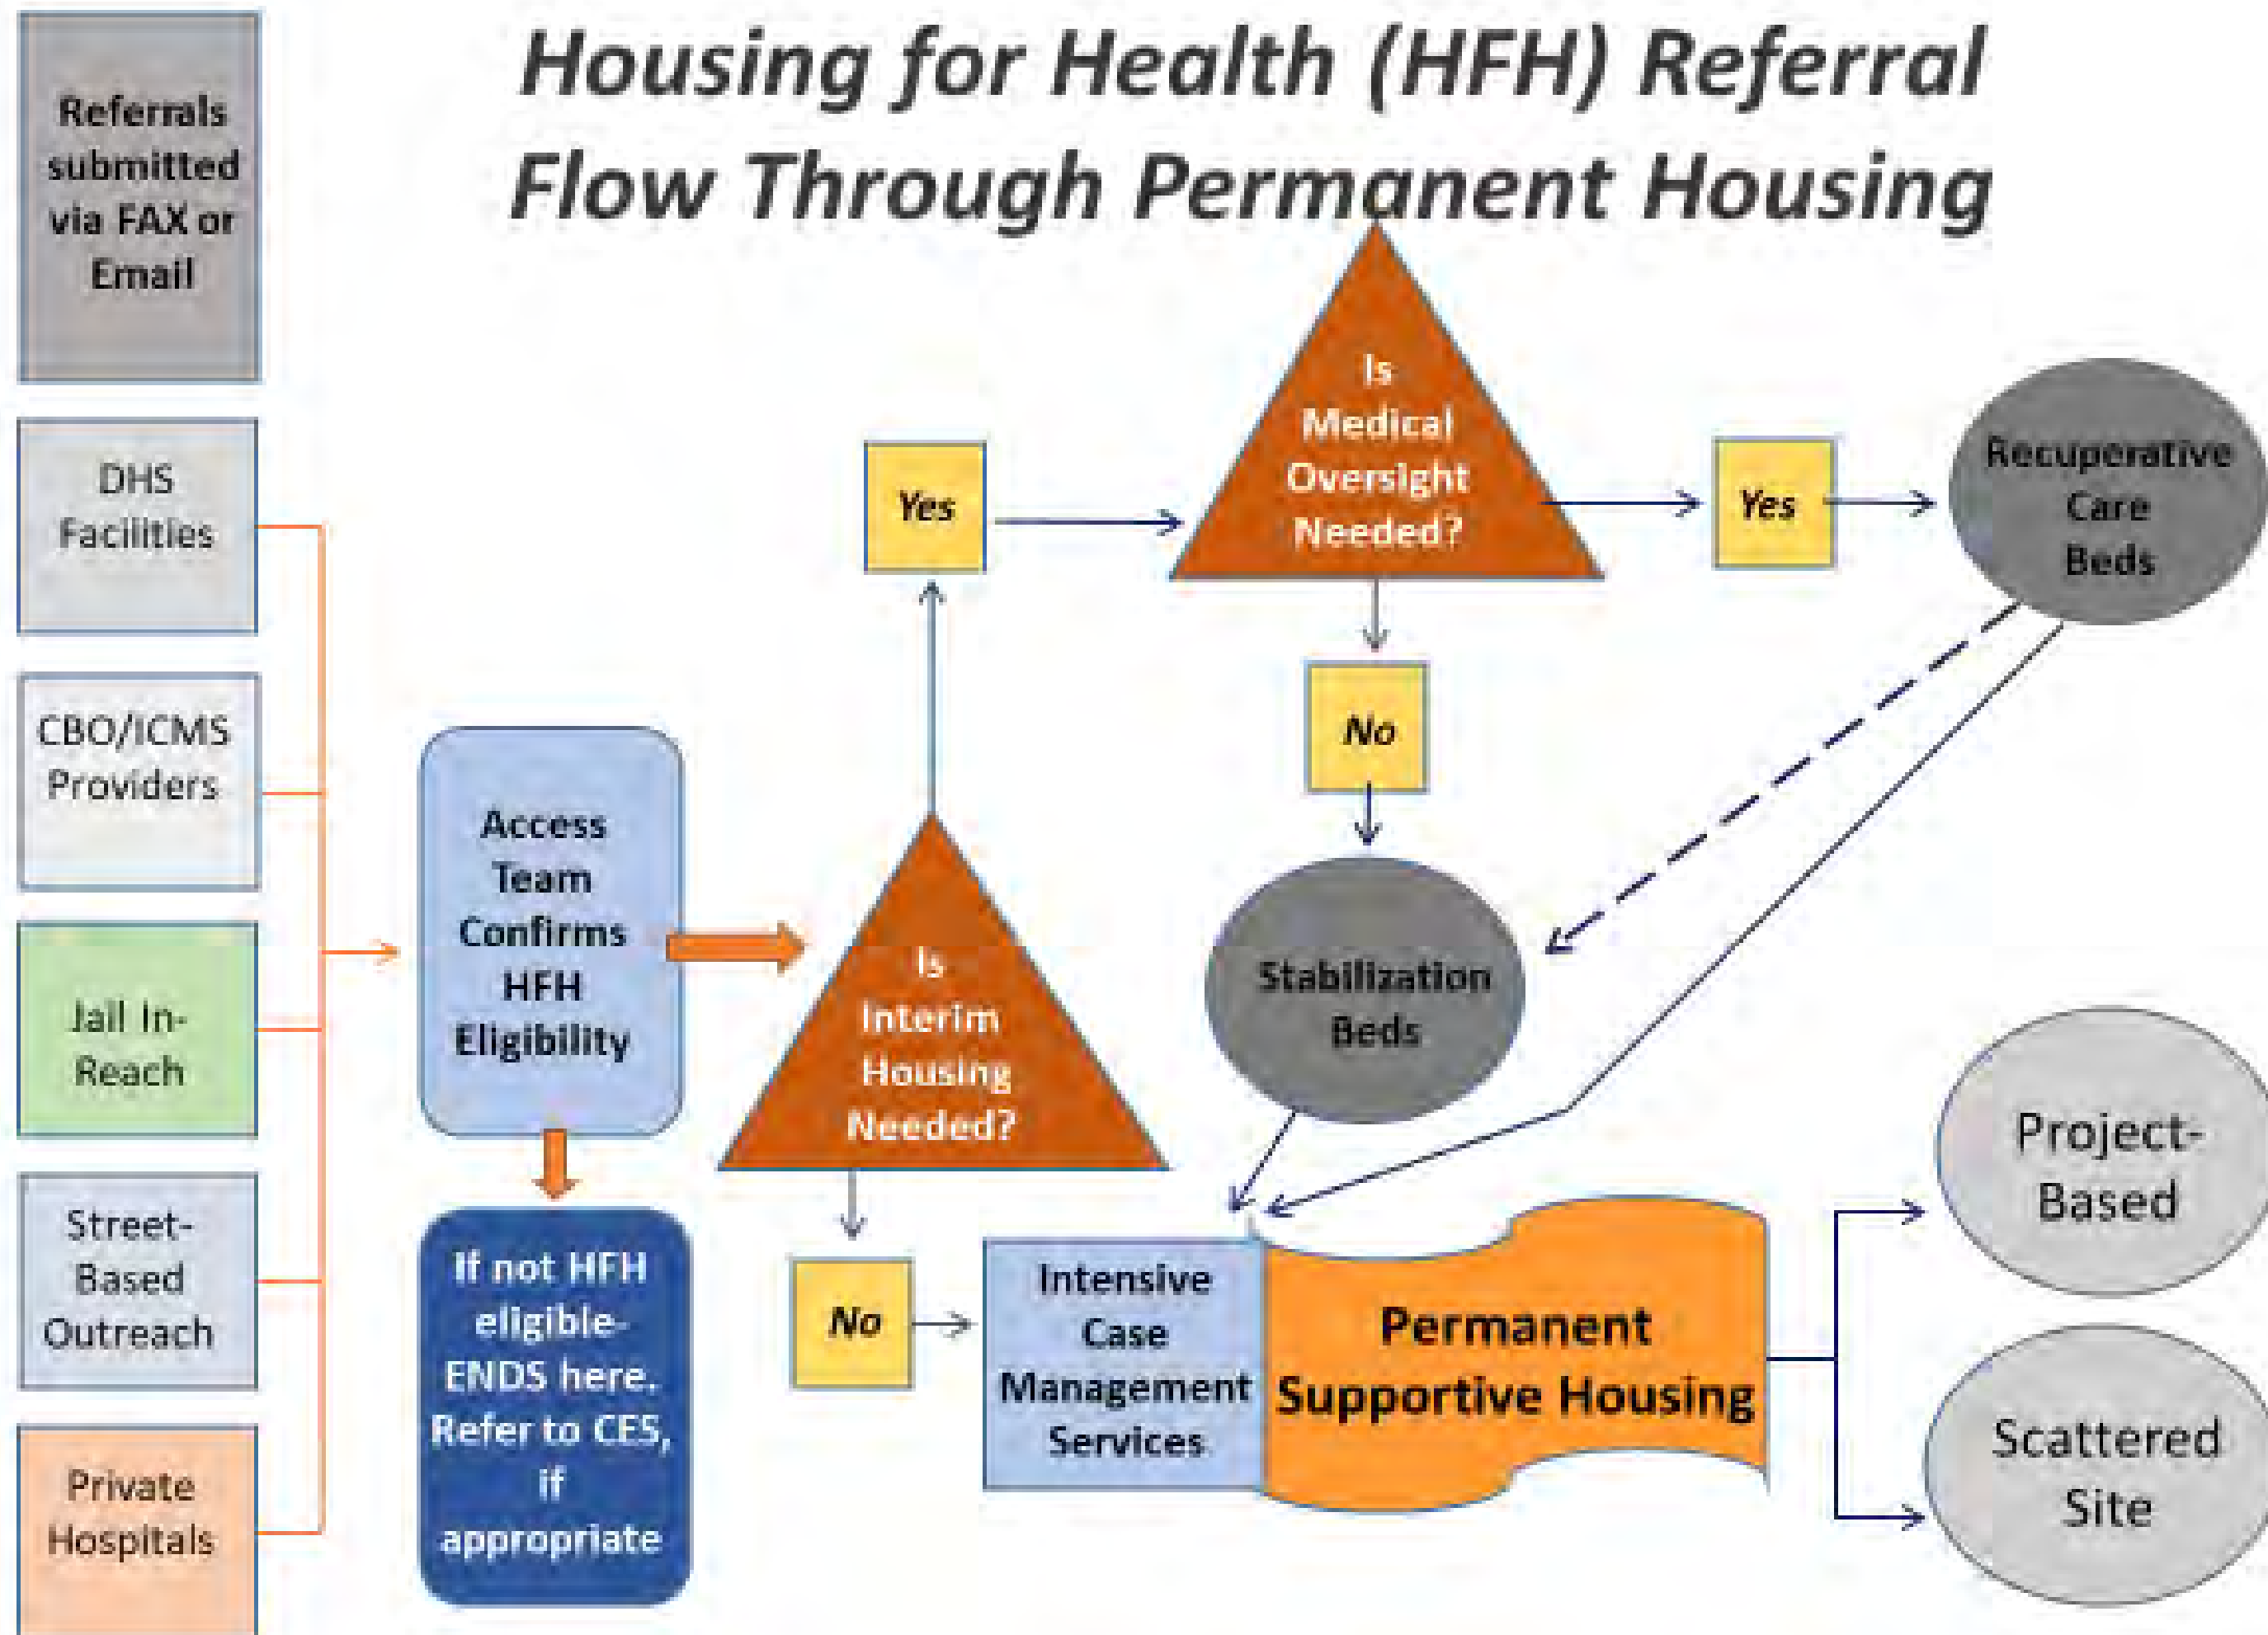 Housing for Health (HFH) Referral
Flow Through Permanent Housing
Referrals
submitted
via FAX or
Email
DHS
Facilities
CBO/ICMS
Providers
Jail In-
Reach
Street-
Based
Outreach
Private
Hospitals
Access
Team
Confirms
HFH
Eligibility
If not HFH
eligible-
ENDS here.
Refer to CES,
if
appropriate
Is
Interim
Housing
Needed?
Yes
No
Is
Medical
Oversight
Needed?
Yes
No
Recuperative
Care
Beds
Stabilization
Beds
Intensive
Case
Management
Services
Permanent
Supportive Housing
Project-
Based
Scattered
Site